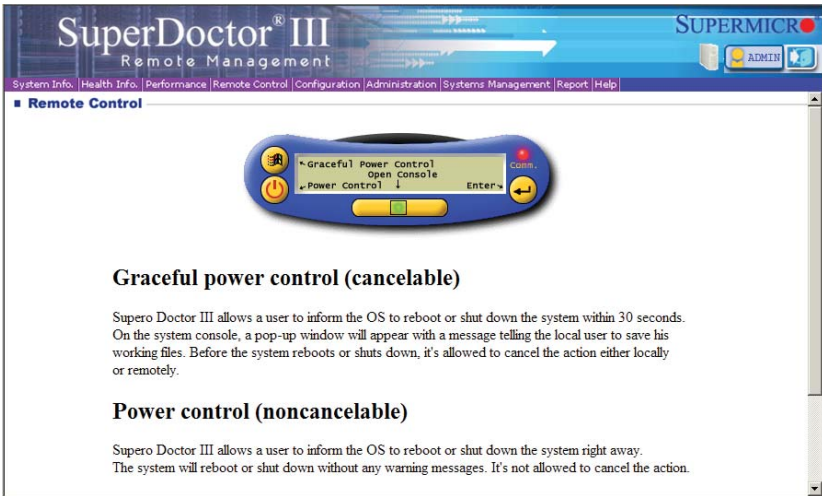 SuperDoctor® III
Remote Management
SUPERMICRO
ADMIN
System Info. | Health Info. | Performance | Remote Control | Configuration | Administration | Systems Management | Report | Help |
Remote Control
Graceful Power Control
Open Console
Power Control ↓ Enter
Comm.
Graceful power control (cancelable)
Supero Doctor III allows a user to inform the OS to reboot or shut down the system within 30 seconds.
On the system console, a pop-up window will appear with a message telling the local user to save his
working files. Before the system reboots or shuts down, it's allowed to cancel the action either locally
or remotely.
Power control (noncancelable)
Supero Doctor III allows a user to inform the OS to reboot or shut down the system right away.
The system will reboot or shut down without any warning messages. It's not allowed to cancel the action.